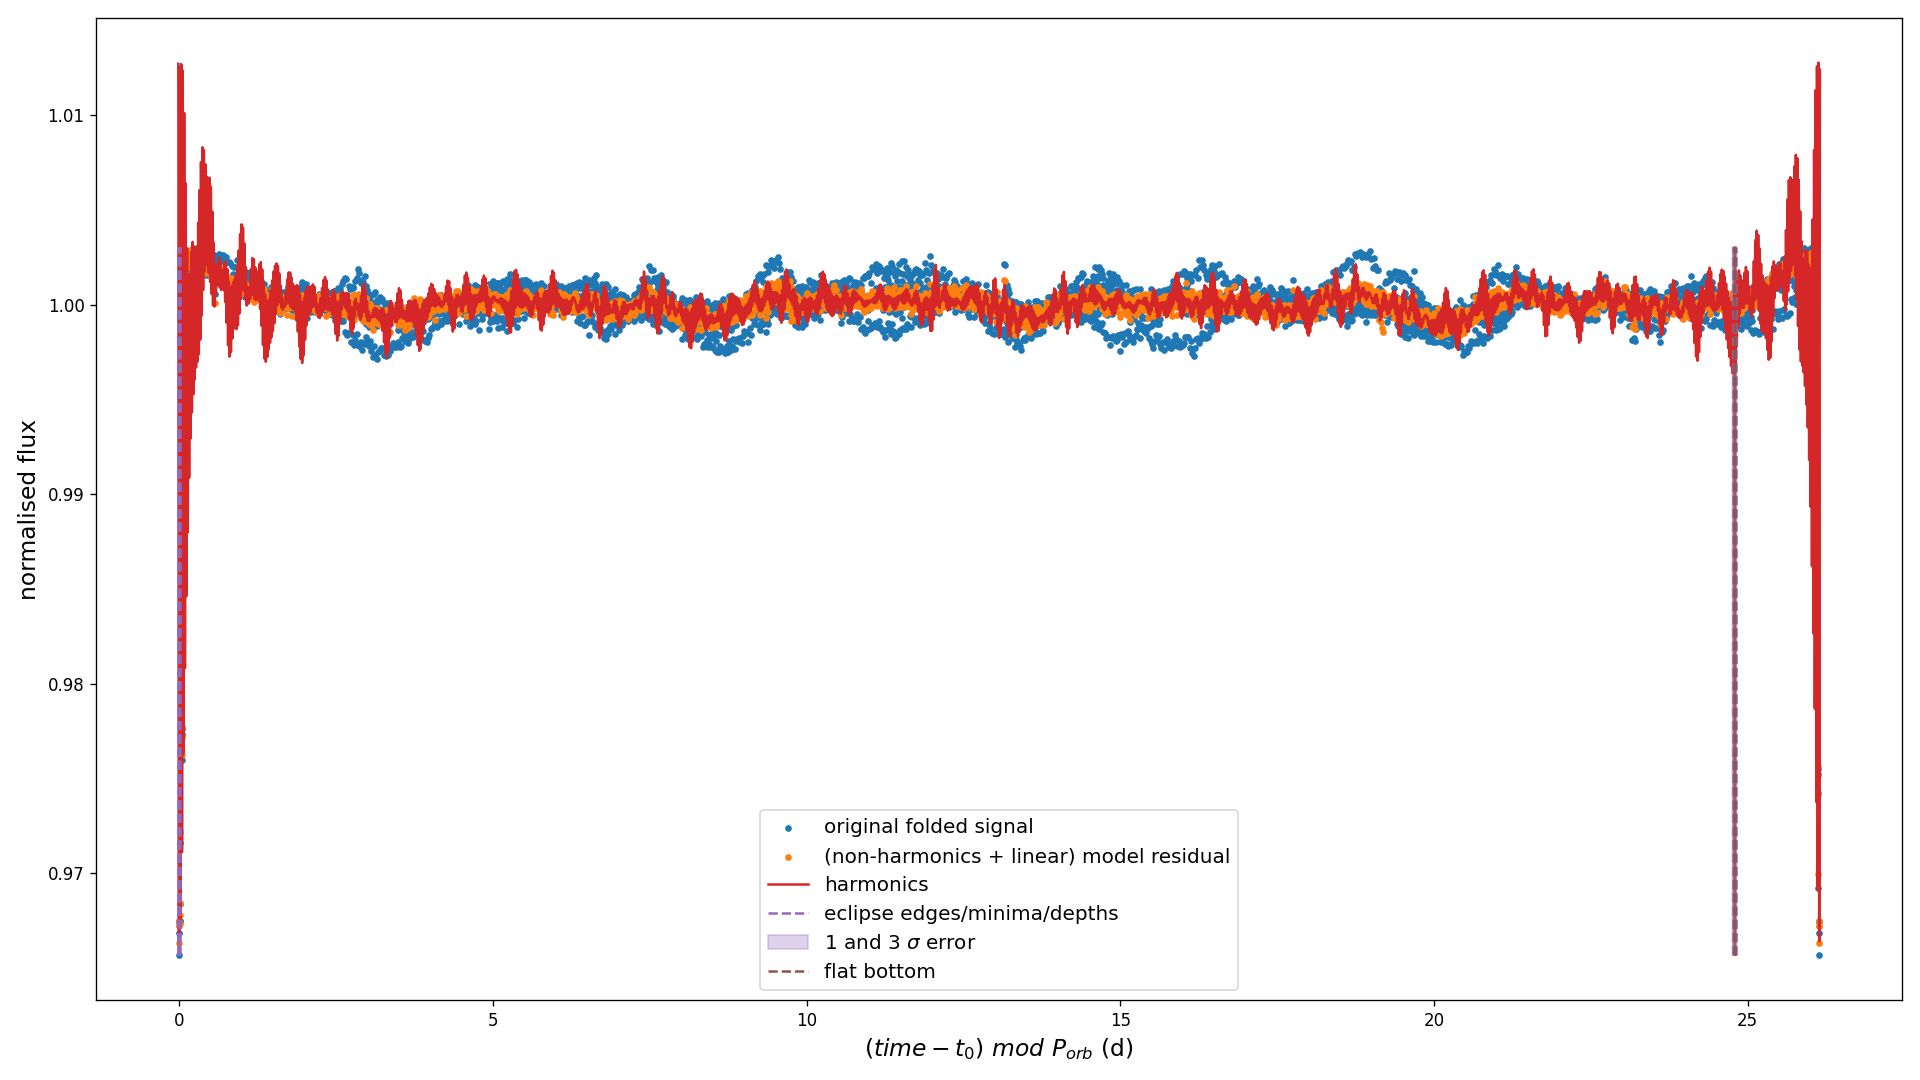 1.01
1.00
0.99
0.98
0.97
normalised flux
original folded signal
(non-harmonics + linear) model residual
harmonics
eclipse edges/minima/depths
1 and 3 σ error
flat bottom
0 5 10 15 20 25
(time − t₀) mod Pₒᵣᵦ (d)